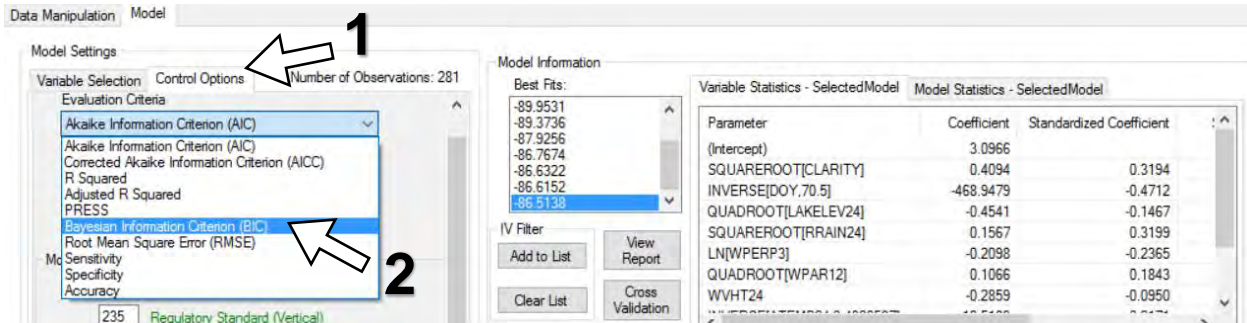 Data Manipulation Model
1
Model Settings
Variable Selection Control Options Number of Observations: 281
Evaluation Criteria
Akaike Information Criterion (AIC)
Akaike Information Criterion (AIC)
Corrected Akaike Information Criterion (AICC)
R Squared
Adjusted R Squared
PRESS
Bayesian Information Criterion (BIC)
Root Mean Square Error (RMSE)
Sensitivity
Specificity
Accuracy
2
235 Regulatory Standard (Vertical)
Model Information
Best Fits:
-89.9531
-89.3736
-87.9256
-86.7674
-86.6322
-86.6152
-86.5138
IV Filter
Add to List
View Report
Clear List
Cross Validation
Variable Statistics - SelectedModel Model Statistics - SelectedModel
Parameter Coefficient Standardized Coefficient
(Intercept) 3.0966
SQUAREROOT[CLARITY] 0.4094 0.3194
INVERSE[DOY,70.5] -468.9479 -0.4712
QUADROOT[LAKELEV24] -0.4541 -0.1467
SQUAREROOT[RRAIN24] 0.1567 0.3199
LN[WPERP3] -0.2098 -0.2365
QUADROOT[WPAR12] 0.1066 0.1843
WVHT24 -0.2859 -0.0950